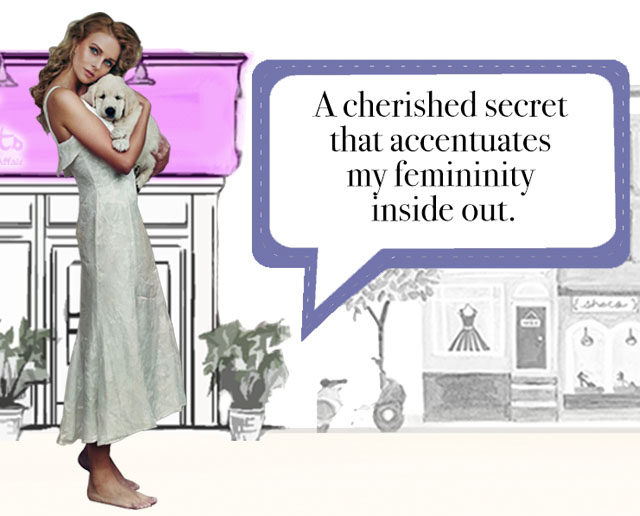 A cherished secret
that accentuates
my femininity
inside out.
shoes